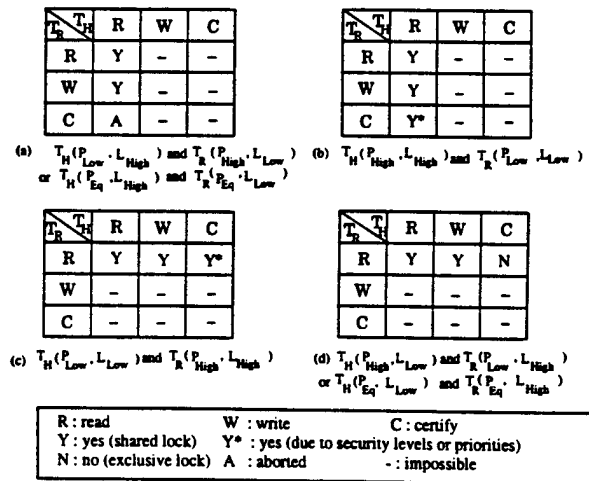 T_R T_H R W C
R Y - -
W Y - -
C A - -
(a) T_H(P_Low, L_High) and T_R(P_High, L_Low)
or T_H(P_Eq, L_High) and T_R(P_Eq, L_Low)
T_R T_H R W C
R Y - -
W Y - -
C Y* - -
(b) T_H(P_High, L_High) and T_R(P_Low, L_Low)
T_R T_H R W C
R Y Y Y*
W - - -
C - - -
(c) T_H(P_Low, L_Low) and T_R(P_High, L_High)
T_R T_H R W C
R Y Y N
W - - -
C - - -
(d) T_H(P_High, L_Low) and T_R(P_Low, L_High)
or T_H(P_Eq, L_Low) and T_R(P_Eq, L_High)
R : read W : write C : certify
Y : yes (shared lock) Y* : yes (due to security levels or priorities)
N : no (exclusive lock) A : aborted - : impossible